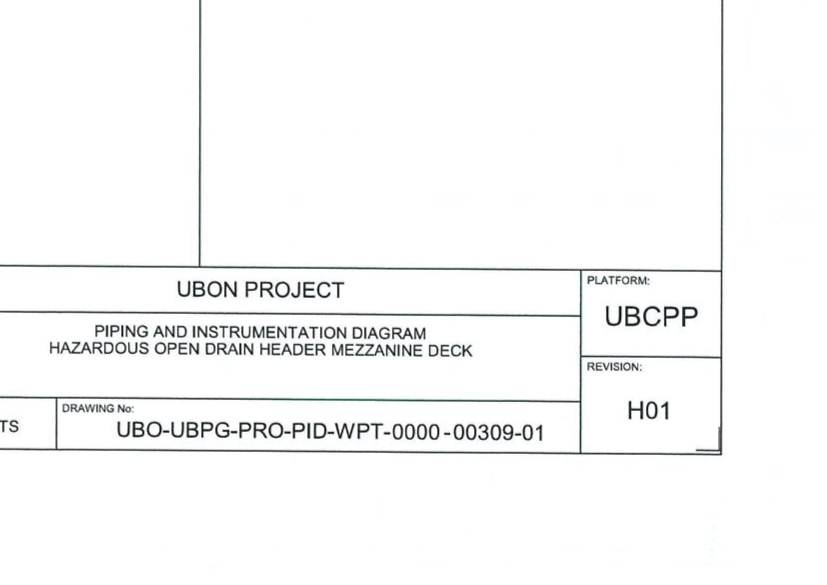 UBON PROJECT
PLATFORM:
UBCPP
PIPING AND INSTRUMENTATION DIAGRAM
HAZARDOUS OPEN DRAIN HEADER MEZZANINE DECK
REVISION:
H01
TS
DRAWING No:
UBO-UBPG-PRO-PID-WPT-0000-00309-01